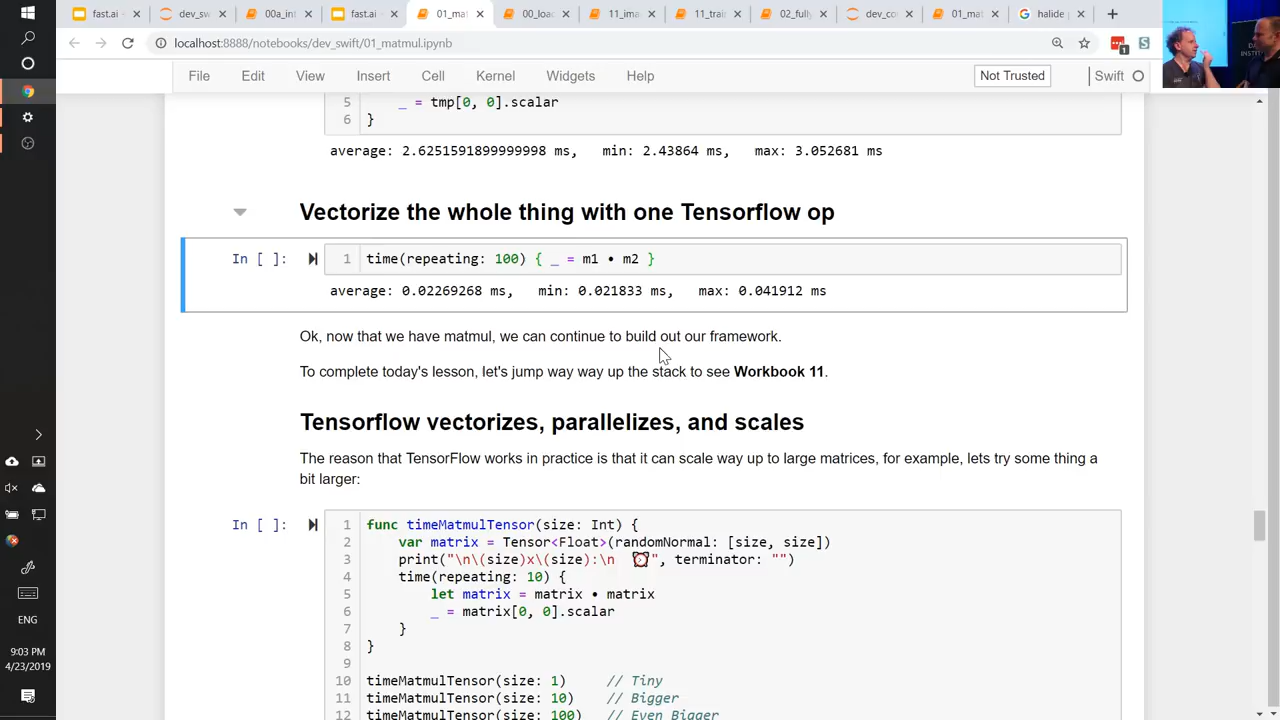 fast.ai
dev_sw
00a_in
fast.ai
01_mat
00_load
11_ima
11_train
02_fully
dev_co
01_mat
halide p
localhost:8888/notebooks/dev_swift/01_matmul.ipynb
1
S
File Edit View Insert Cell Kernel Widgets Help
Not Trusted
Swift
5 _ = tmp[0, 0].scalar
6 }
average: 2.6251591899999998 ms, min: 2.43864 ms, max: 3.052681 ms
Vectorize the whole thing with one Tensorflow op
In [ ]: 1 time(repeating: 100) { _ = m1 • m2 }
average: 0.02269268 ms, min: 0.021833 ms, max: 0.041912 ms
Ok, now that we have matmul, we can continue to build out our framework.
To complete today's lesson, let's jump way way up the stack to see Workbook 11.
Tensorflow vectorizes, parallelizes, and scales
The reason that TensorFlow works in practice is that it can scale way up to large matrices, for example, lets try some thing a
bit larger:
In [ ]: 1 func timeMatmulTensor(size: Int) {
2 var matrix = Tensor<Float>(randomNormal: [size, size])
3 print("\n\(size)x\(size):\n ⏰", terminator: "")
4 time(repeating: 10) {
5 let matrix = matrix • matrix
6 _ = matrix[0, 0].scalar
7 }
8 }
9
10 timeMatmulTensor(size: 1) // Tiny
11 timeMatmulTensor(size: 10) // Bigger
12 timeMatmulTensor(size: 100) // Even Bigger
ENG
9:03 PM
4/23/2019